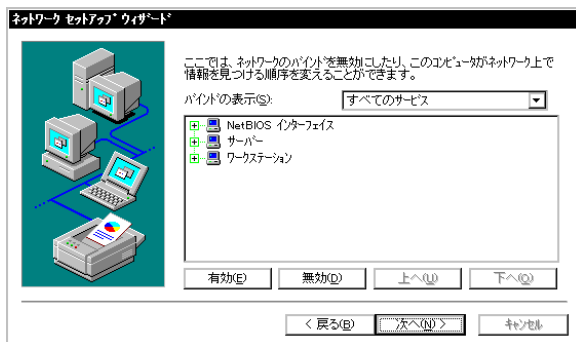 ネットワーク セットアップ ウィザード
ここでは、ネットワークのバインドを無効にしたり、このコンピュータがネットワーク上で
情報を見つける順序を変えることができます。
バインドの表示(S):
すべてのサービス
NetBIOS インターフェイス
サーバー
ワークステーション
有効(E)
無効(D)
上へ(U)
下へ(O)
< 戻る(B)
次へ(N) >
キャンセル